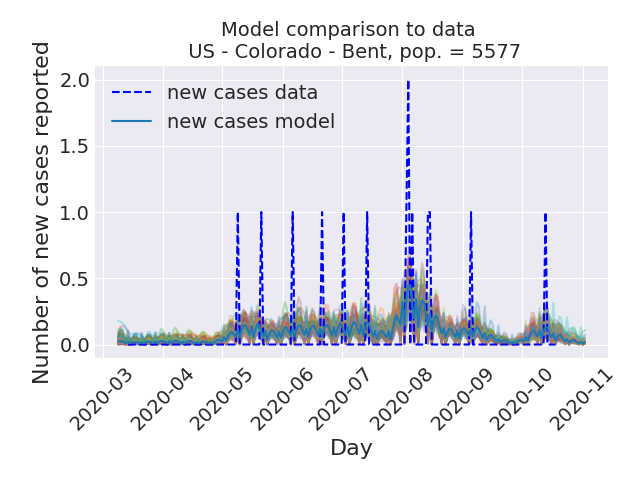 Model comparison to data
US - Colorado - Bent, pop. = 5577
Number of new cases reported
2.0
1.5
1.0
0.5
0.0
new cases data
new cases model
2020-03
2020-04
2020-05
2020-06
2020-07
2020-08
2020-09
2020-10
2020-11
Day